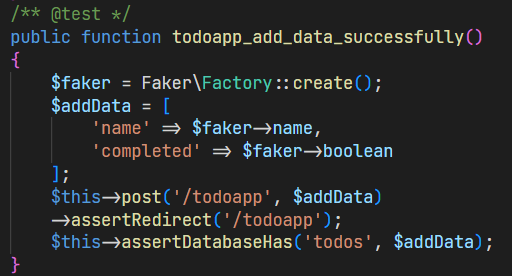 /** @test */
public function todoapp_add_data_successfully()
{
    $faker = Faker\Factory::create();
    $addData = [
        'name' => $faker->name,
        'completed' => $faker->boolean
    ];
    $this->post('/todoapp', $addData)
    ->assertRedirect('/todoapp');
    $this->assertDatabaseHas('todos', $addData);
}